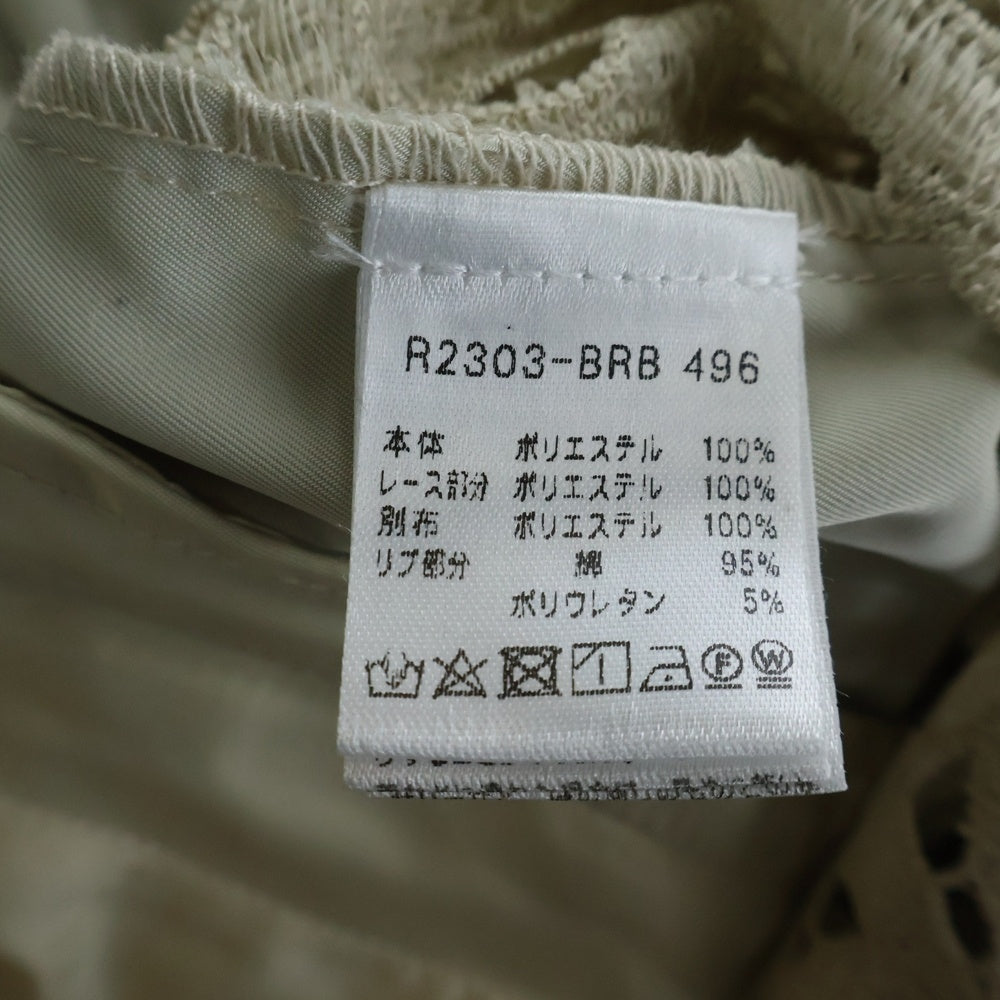 R2303-BRB 496
本体 ポリエステル 100%
レース部分 ポリエステル 100%
別布 ポリエステル 100%
リブ部分 綿 95%
ポリウレタン 5%
F W